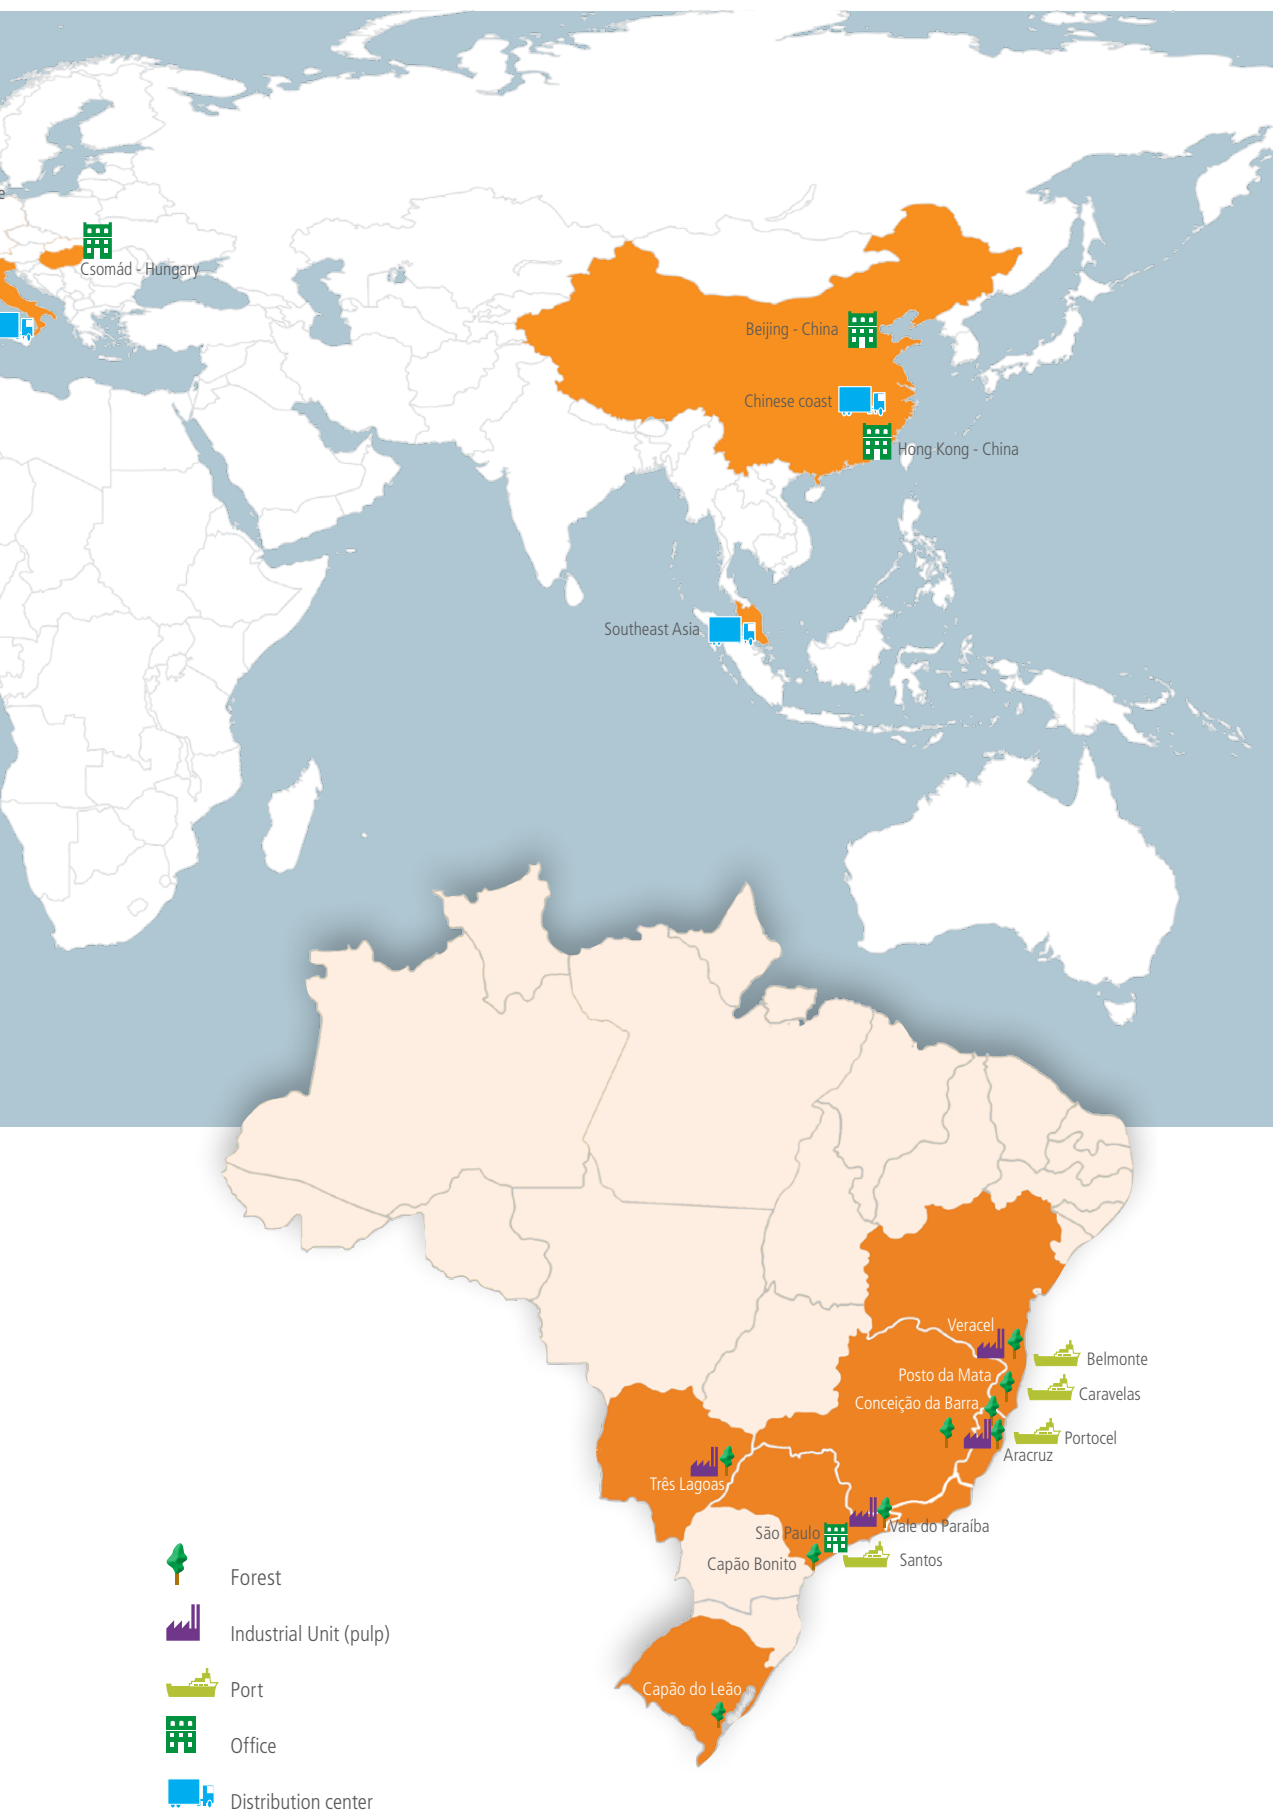 e
Csomád - Hungary
Beijing - China
Chinese coast
Hong Kong - China
Southeast Asia
Veracel
Belmonte
Posto da Mata
Caravelas
Conceição da Barra
Portocel
Aracruz
Três Lagoas
Vale do Paraíba
São Paulo
Santos
Capão Bonito
Forest
Industrial Unit (pulp)
Capão do Leão
Port
Office
Distribution center